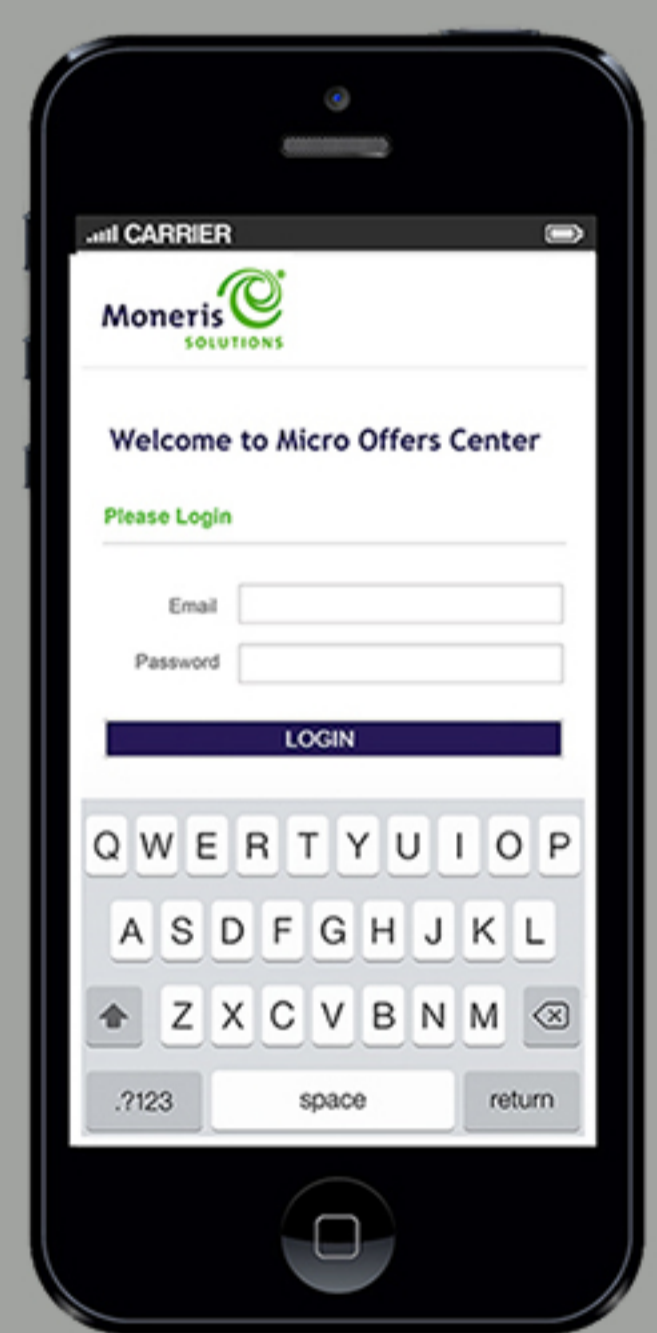 CARRIER
Moneris
SOLUTIONS
Welcome to Micro Offers Center
Please Login
Email
Password
LOGIN
Q W E R T Y U I O P
A S D F G H J K L
Z X C V B N M
.?123 space return